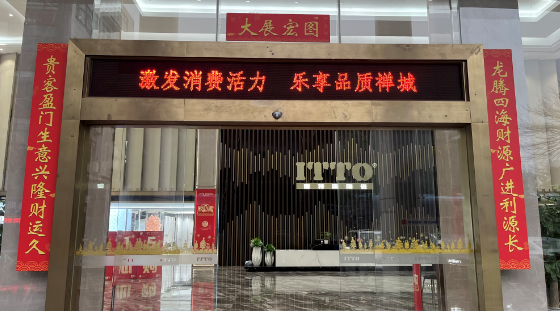 大展宏图
激发消费活力 乐享品质禅城
龙腾四海财源广进利源长
贵客盈门生意兴隆财运久
ITTO
ITTO
ITTO